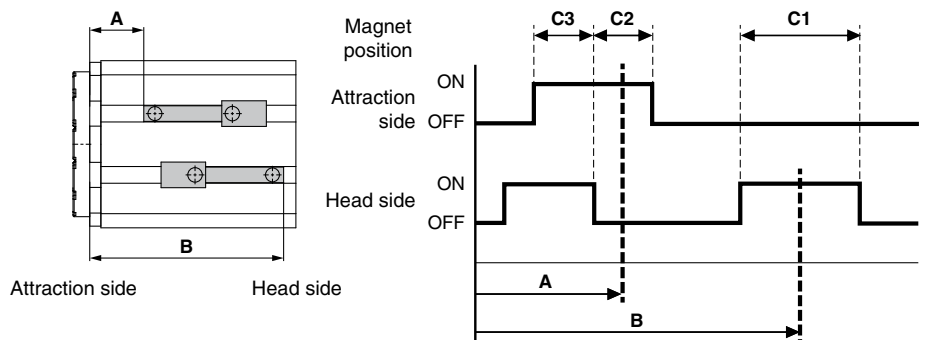 A
B
Attraction side
Head side
Magnet
position
C3
C2
C1
Attraction
side
ON
OFF
Head side
ON
OFF
A
B